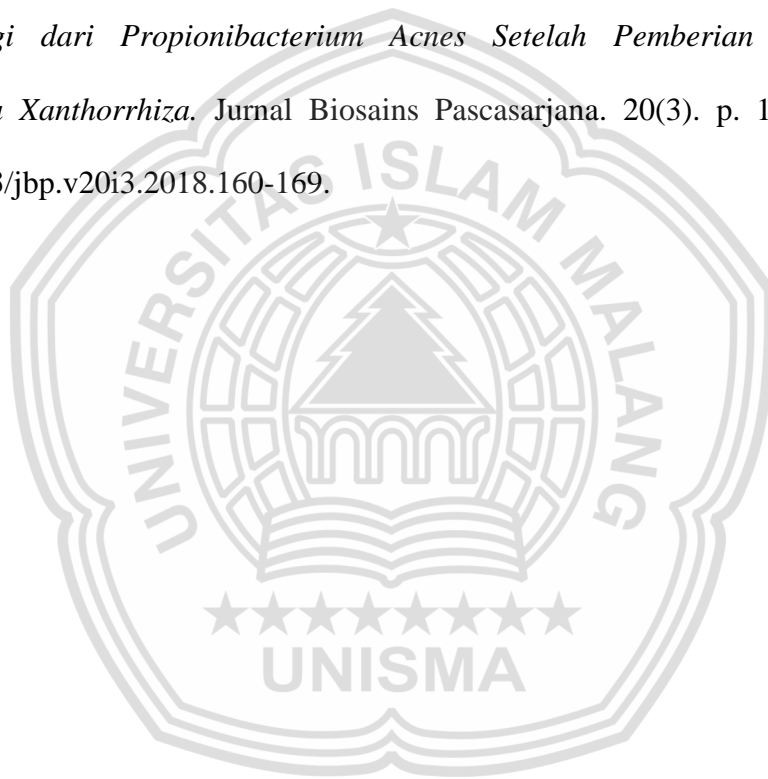 gi dari Propionibacterium Acnes Setelah Pemberian
Xanthorrhiza. Jurnal Biosains Pascasarjana. 20(3). p. 1
/jbp.v20i3.2018.160-169.
UNIVERSITAS ISLAM MALANG
UNISMA